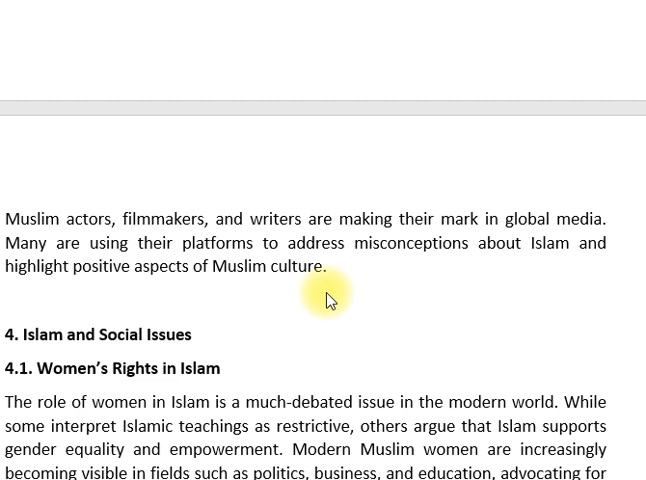 Muslim actors, filmmakers, and writers are making their mark in global media.
Many are using their platforms to address misconceptions about Islam and
highlight positive aspects of Muslim culture.
4. Islam and Social Issues
4.1. Women’s Rights in Islam
The role of women in Islam is a much-debated issue in the modern world. While
some interpret Islamic teachings as restrictive, others argue that Islam supports
gender equality and empowerment. Modern Muslim women are increasingly
becoming visible in fields such as politics, business, and education, advocating for